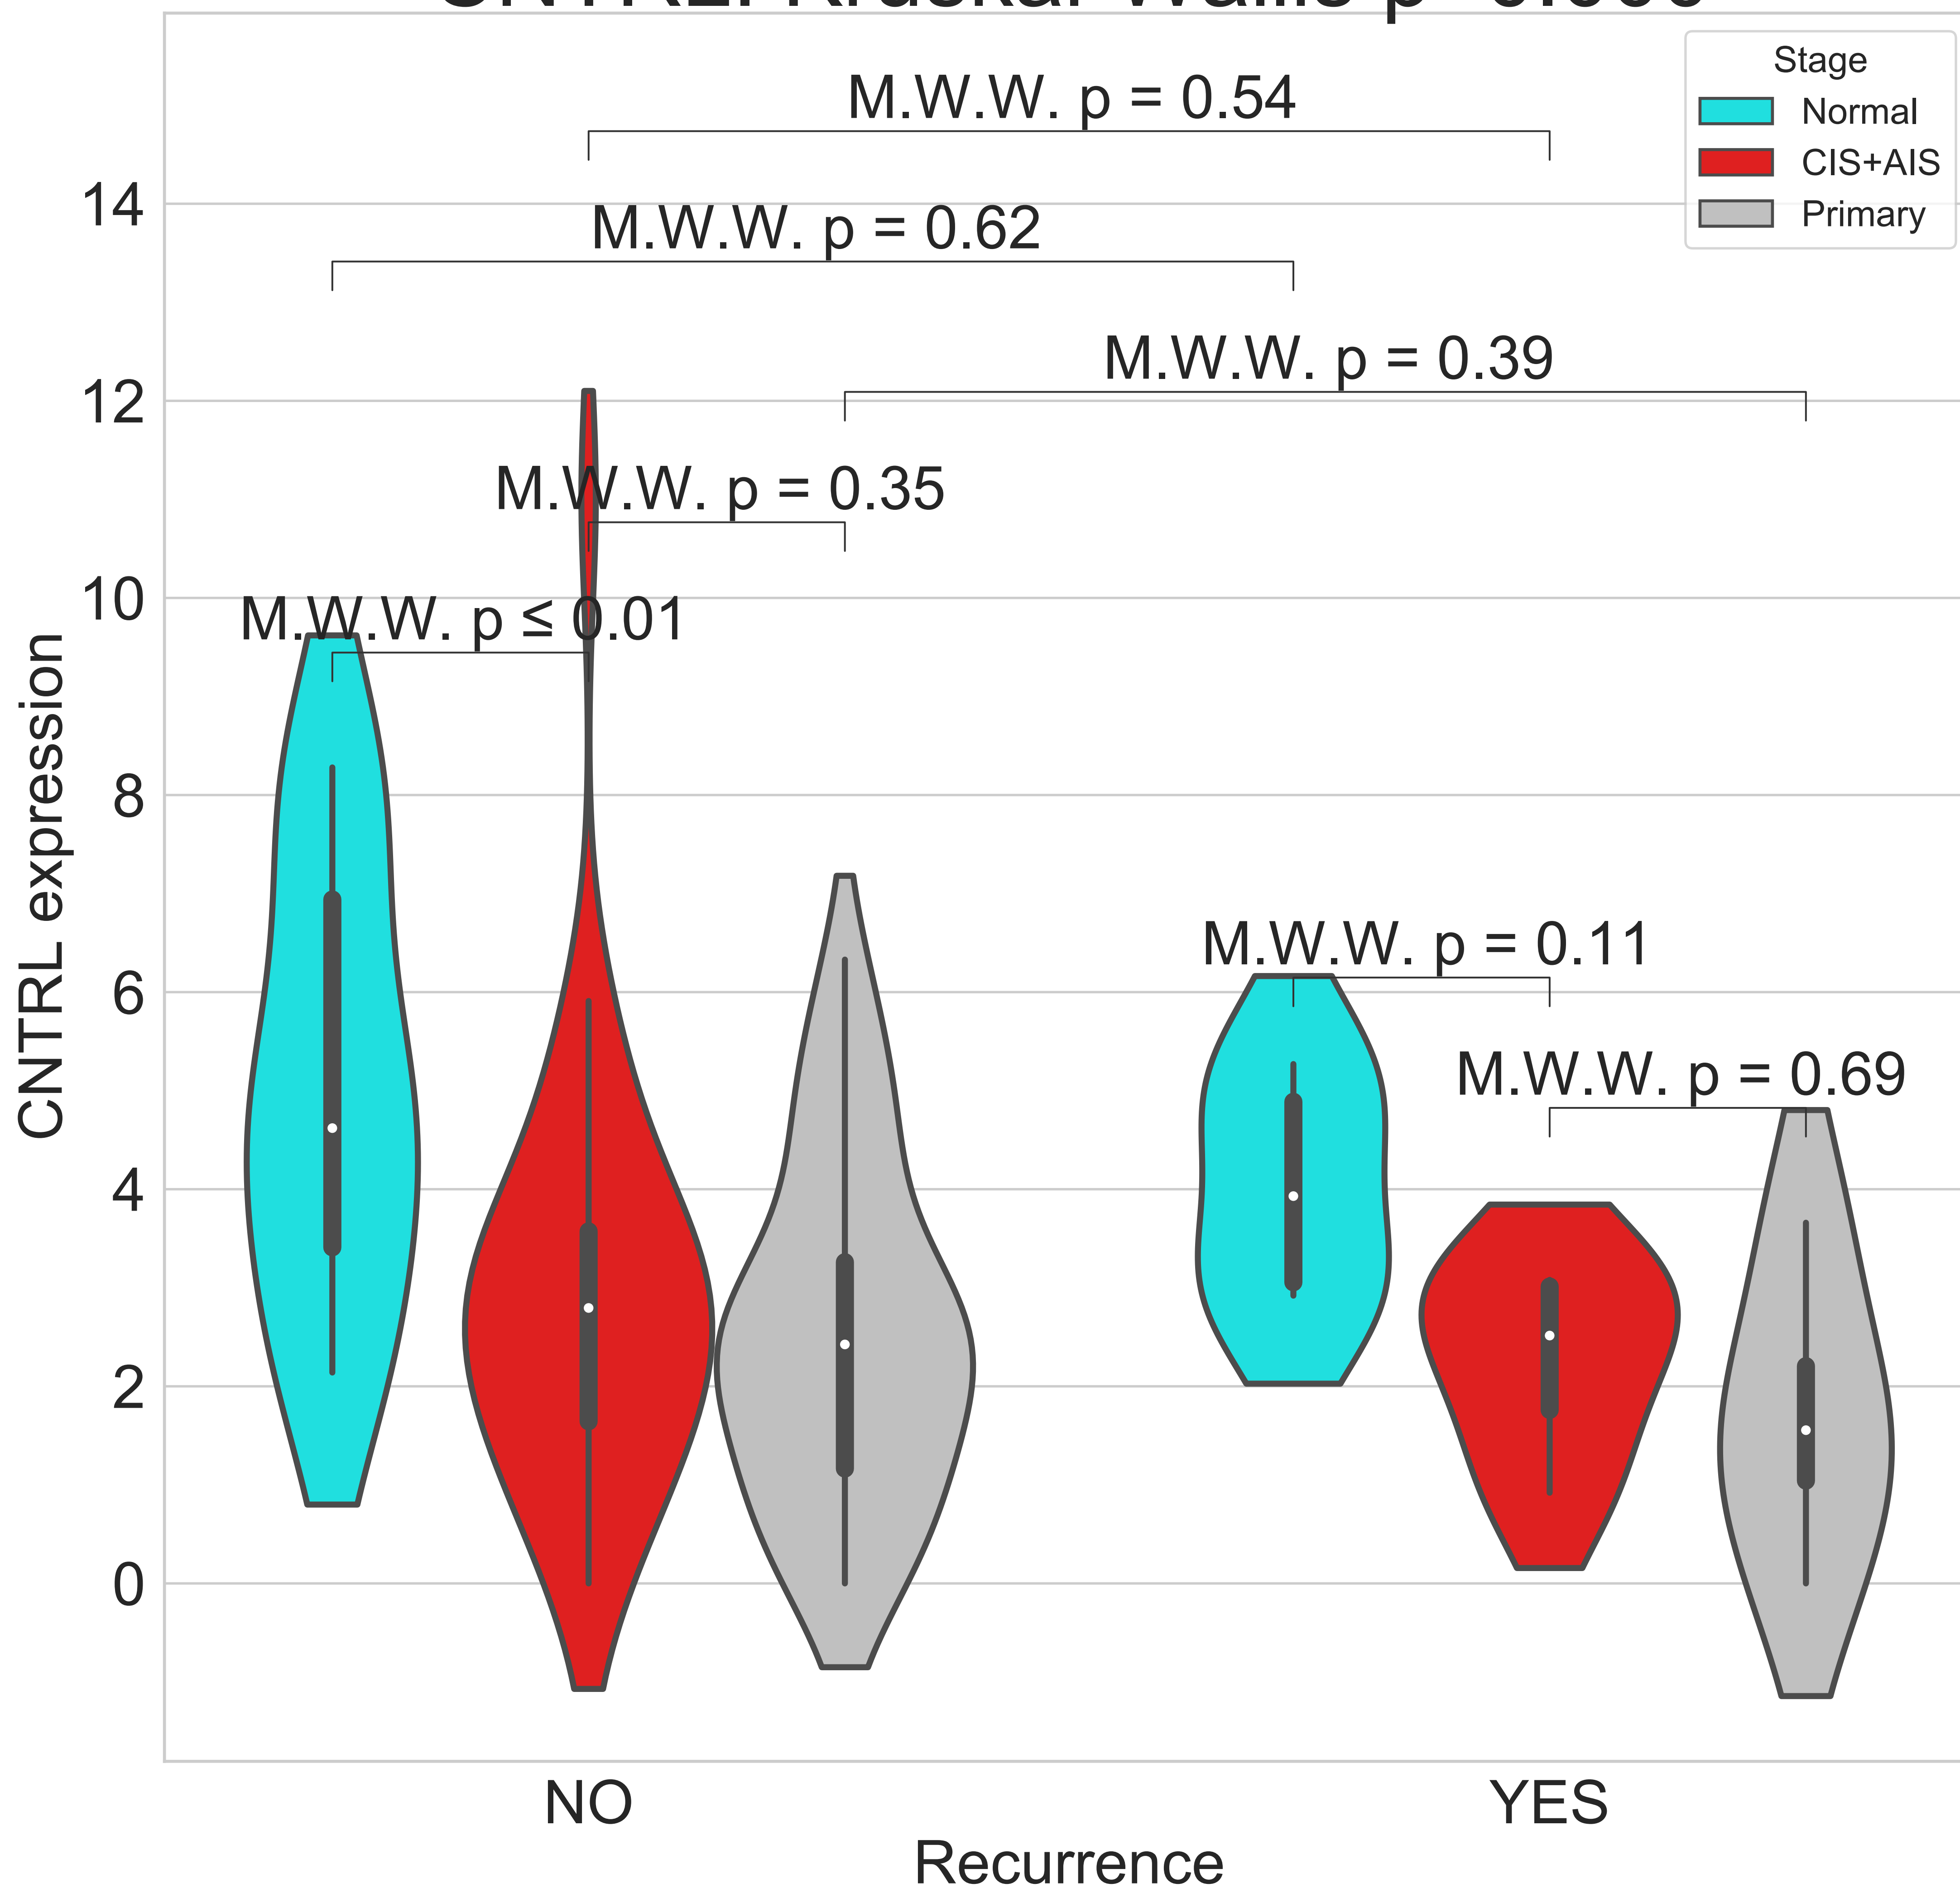 Stage
Normal
CIS+AIS
Primary
M.W.W. p = 0.54
M.W.W. p = 0.62
M.W.W. p = 0.39
M.W.W. p = 0.35
M.W.W. p ≤ 0.01
M.W.W. p = 0.11
M.W.W. p = 0.69
14
12
10
8
6
4
2
0
CNTRL expression
NO
YES
Recurrence